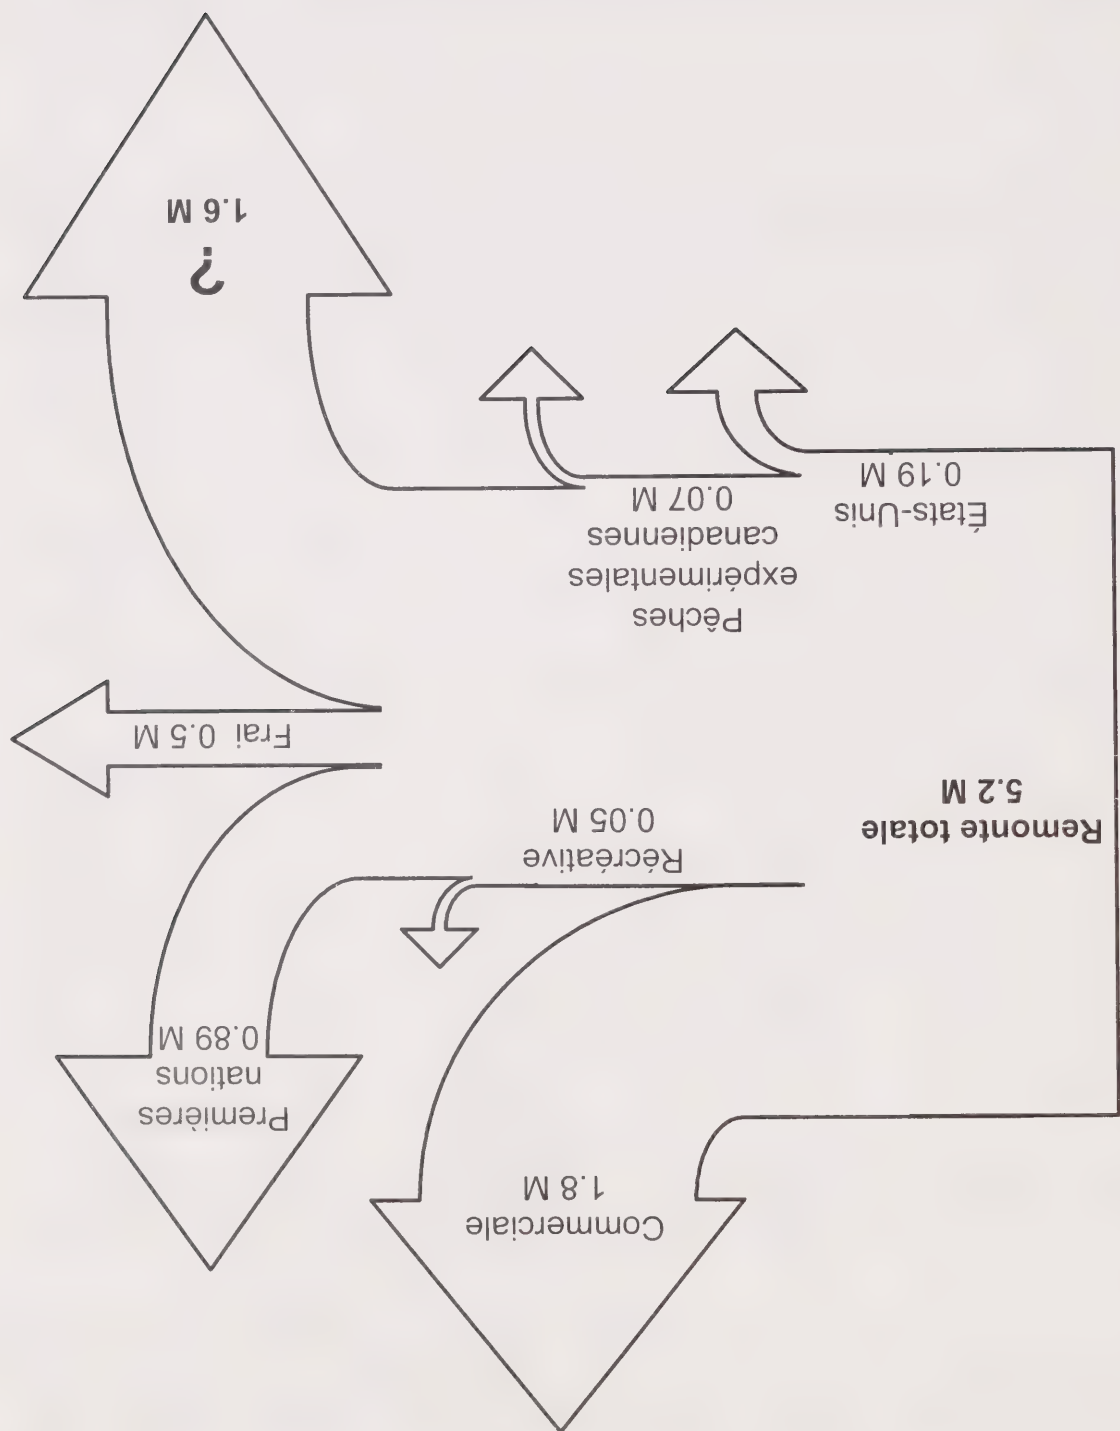 Commerciale
1.8 M
Premières
nations
0.89 M
Récréative
0.05 M
Remonte totale
5.2 M
Frai 0.5 M
Pêches
expérimentales
canadiennes
0.07 M
États-Unis
0.19 M
?
1.6 M